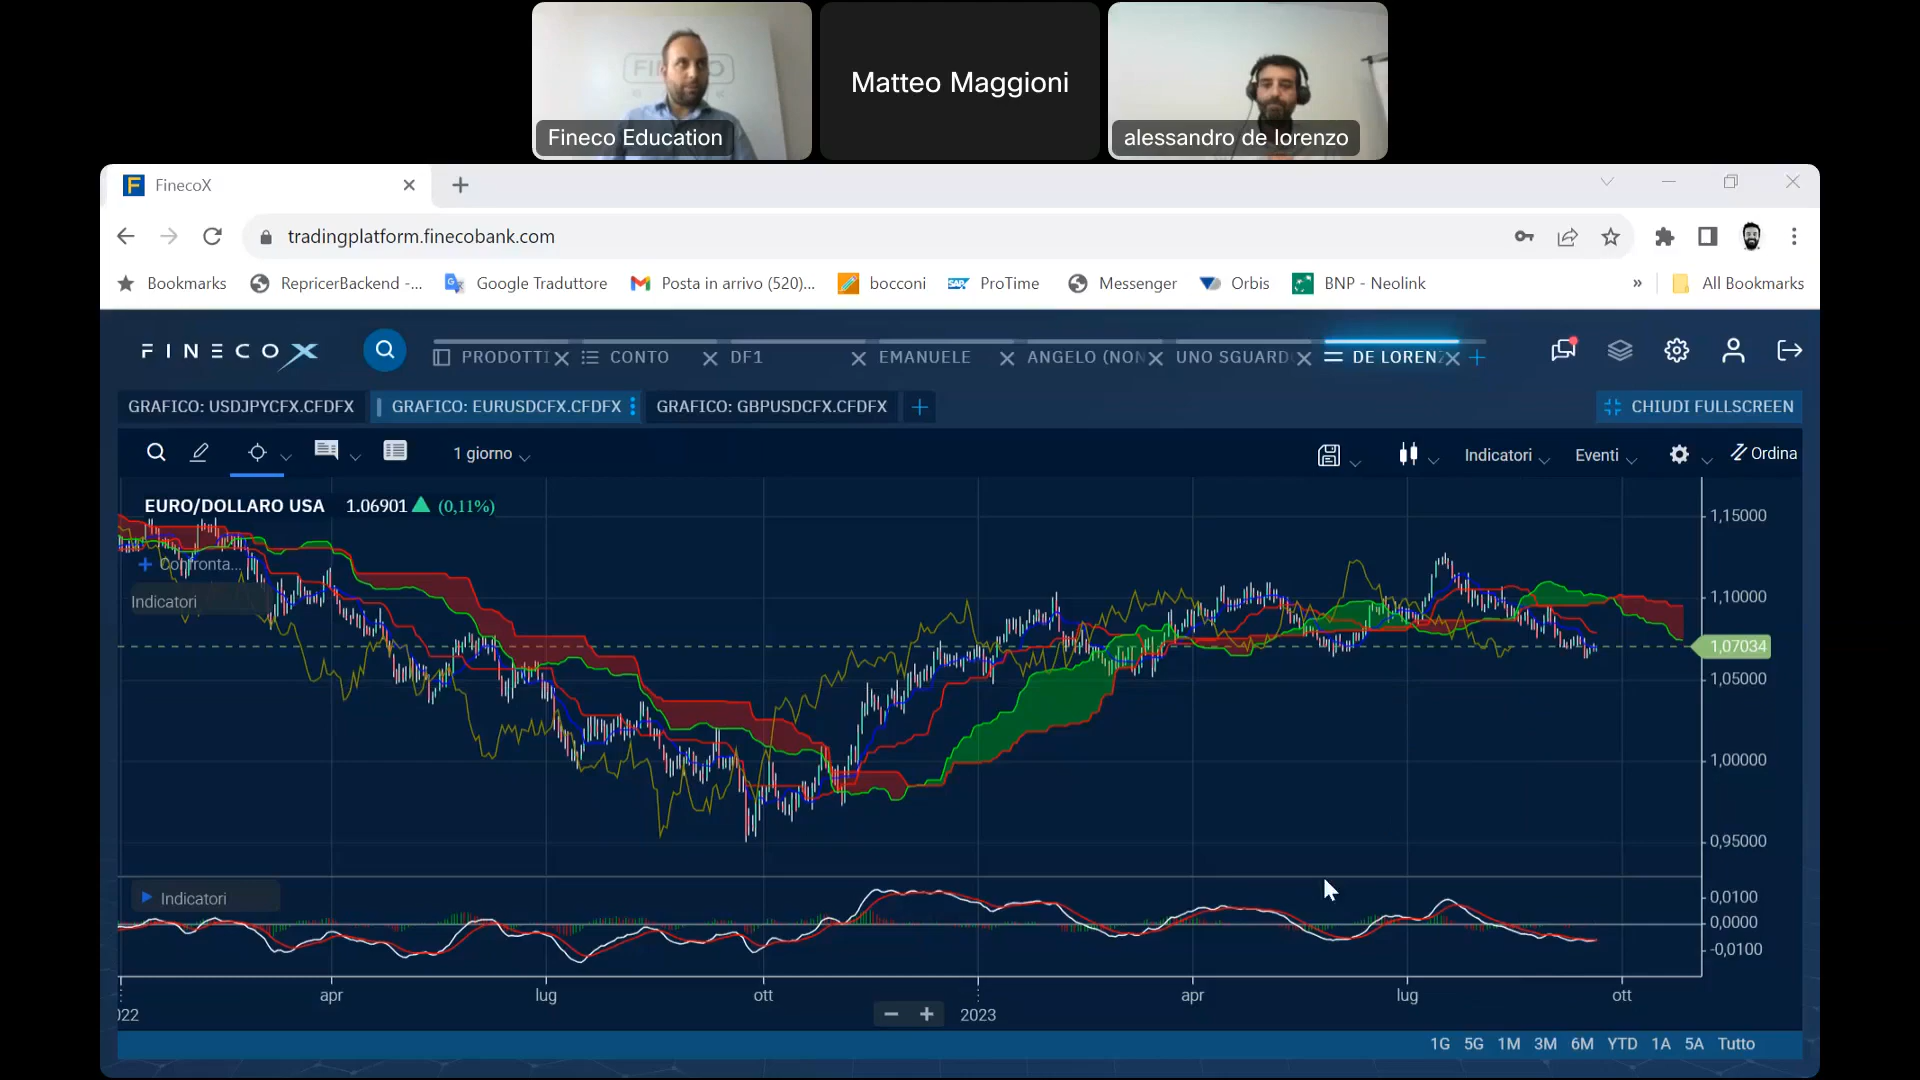 FINECO
Fineco Education
Matteo Maggioni
alessandro de lorenzo
FinecoX
tradingplatform.finecobank.com
Bookmarks RepricerBackend -... Google Traduttore Posta in arrivo (520)... bocconi ProTime Messenger Orbis BNP - Neolink » All Bookmarks
FINECOX PRODOTTI CONTO DF1 EMANUELE ANGELO (NON UNO SGUARD DE LOREN
GRAFICO: USDJPYCFX.CFDFX GRAFICO: EURUSDCFX.CFDFX GRAFICO: GBPUSDCFX.CFDFX CHIUDI FULLSCREEN
1 giorno Indicatori Eventi Ordina
EURO/DOLLARO USA 1.06901 (0,11%)
1,15000
Confronta...
Indicatori
1,10000
1,07034
1,05000
1,00000
0,95000
Indicatori
0,0100
0,0000
-0,0100
apr lug ott apr lug ott
022 2023
1G 5G 1M 3M 6M YTD 1A 5A Tutto